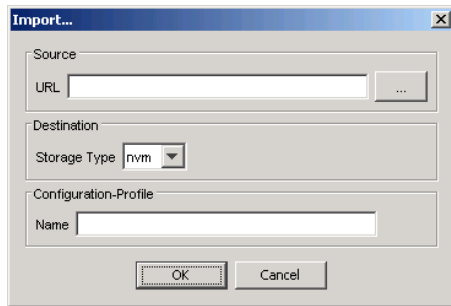 Import...
Source
URL
...
Destination
Storage Type nvm
Configuration-Profile
Name
OK Cancel